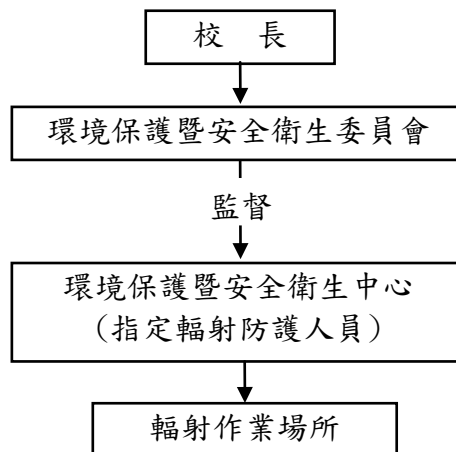 校 長
環境保護暨安全衛生委員會
監督
環境保護暨安全衛生中心
(指定輻射防護人員)
輻射作業場所